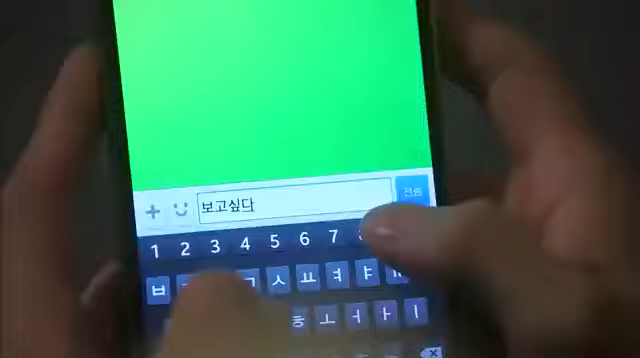 + 보고싶다 전송
1 2 3 4 5 6 7
ㅂ ㅅ ㅛ ㅕ ㅑ
ㅎ ㅗ ㅓ ㅏ ㅣ